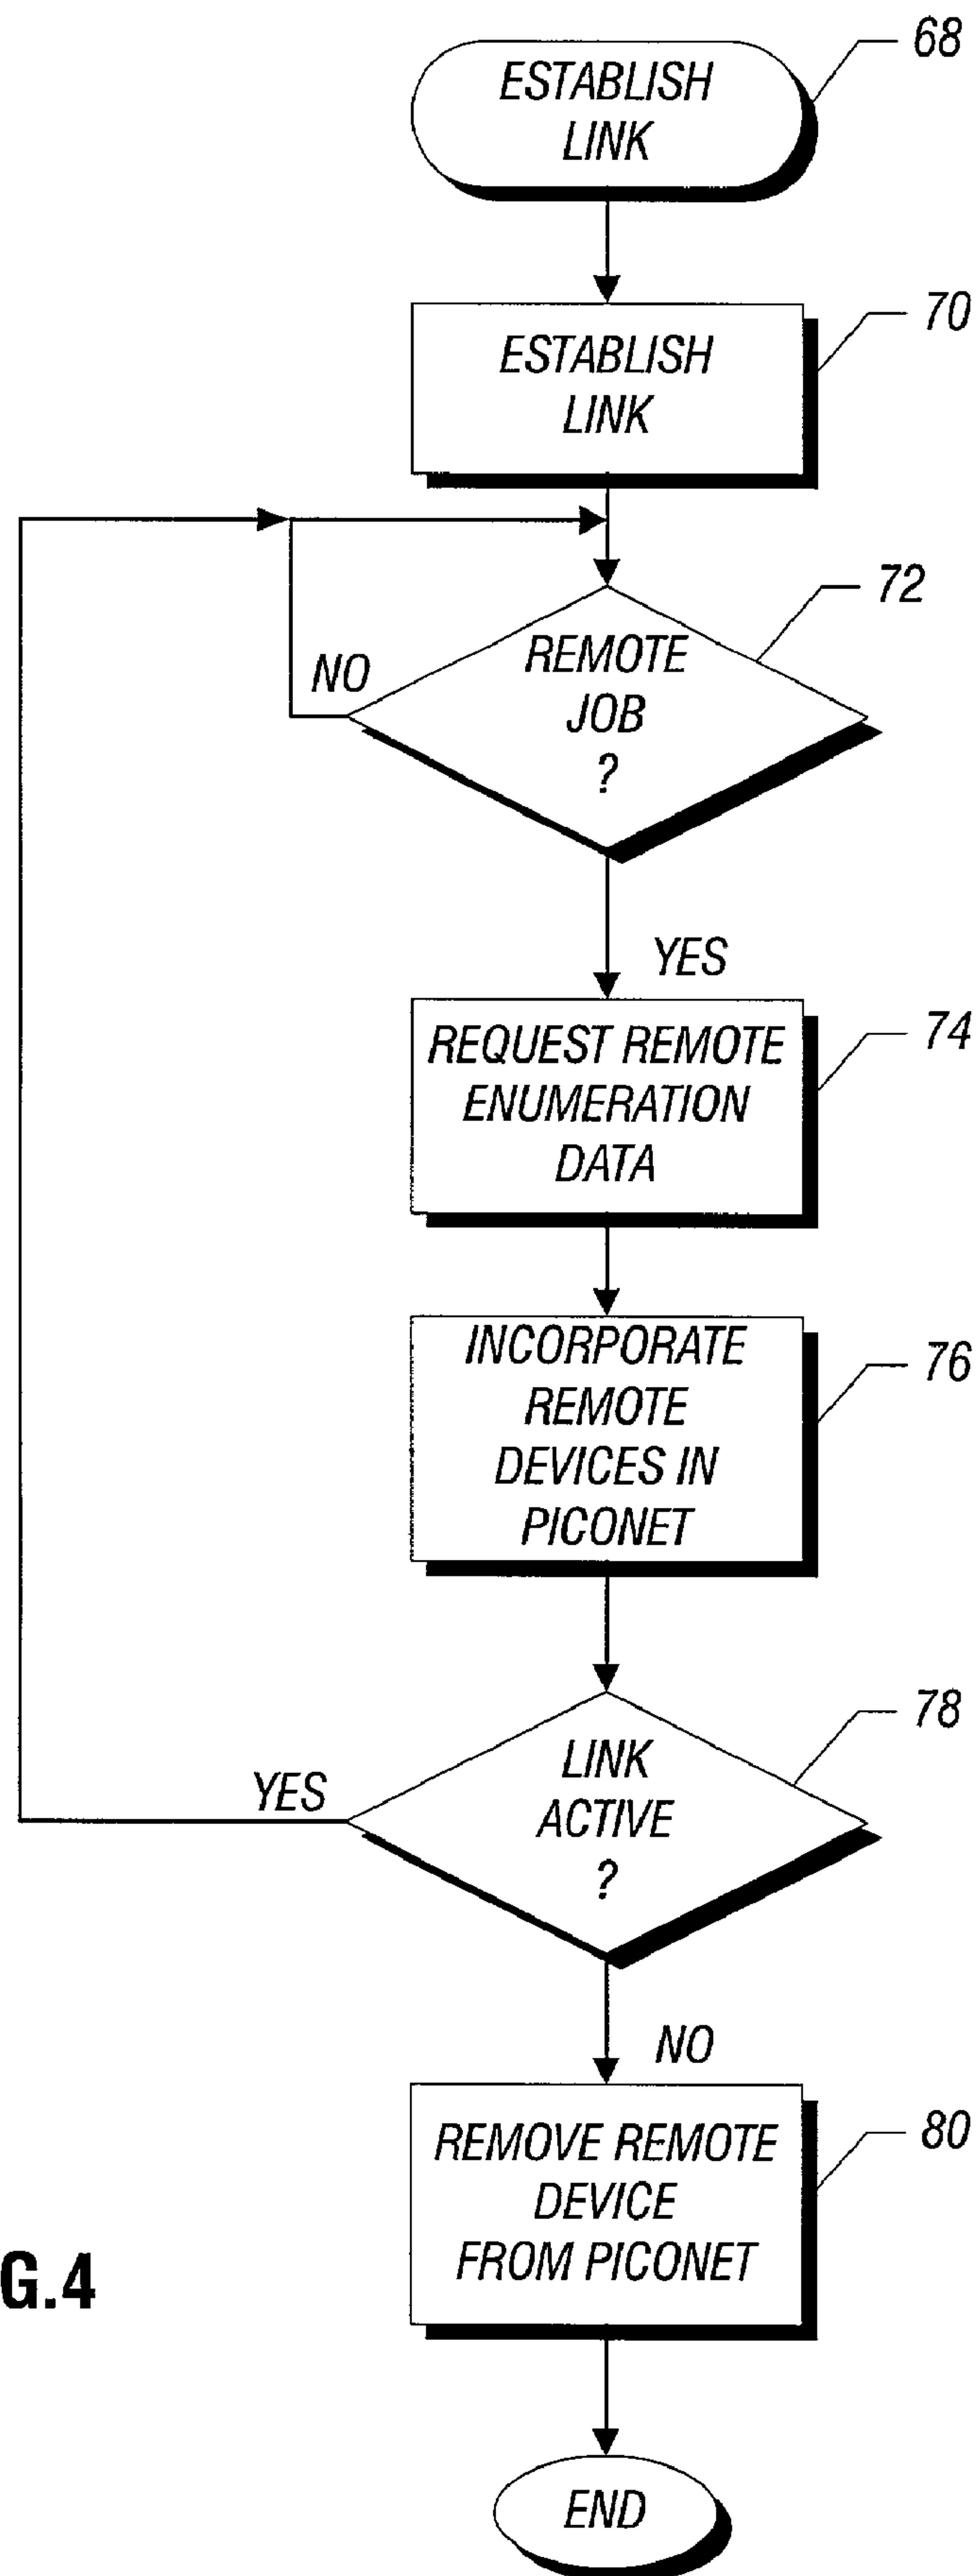 68
ESTABLISH
LINK
70
ESTABLISH
LINK
72
REMOTE
JOB
?
NO
YES
74
REQUEST REMOTE
ENUMERATION
DATA
76
INCORPORATE
REMOTE
DEVICES IN
PICONET
78
LINK
ACTIVE
?
YES
NO
80
REMOVE REMOTE
DEVICE
FROM PICONET
G.4
END